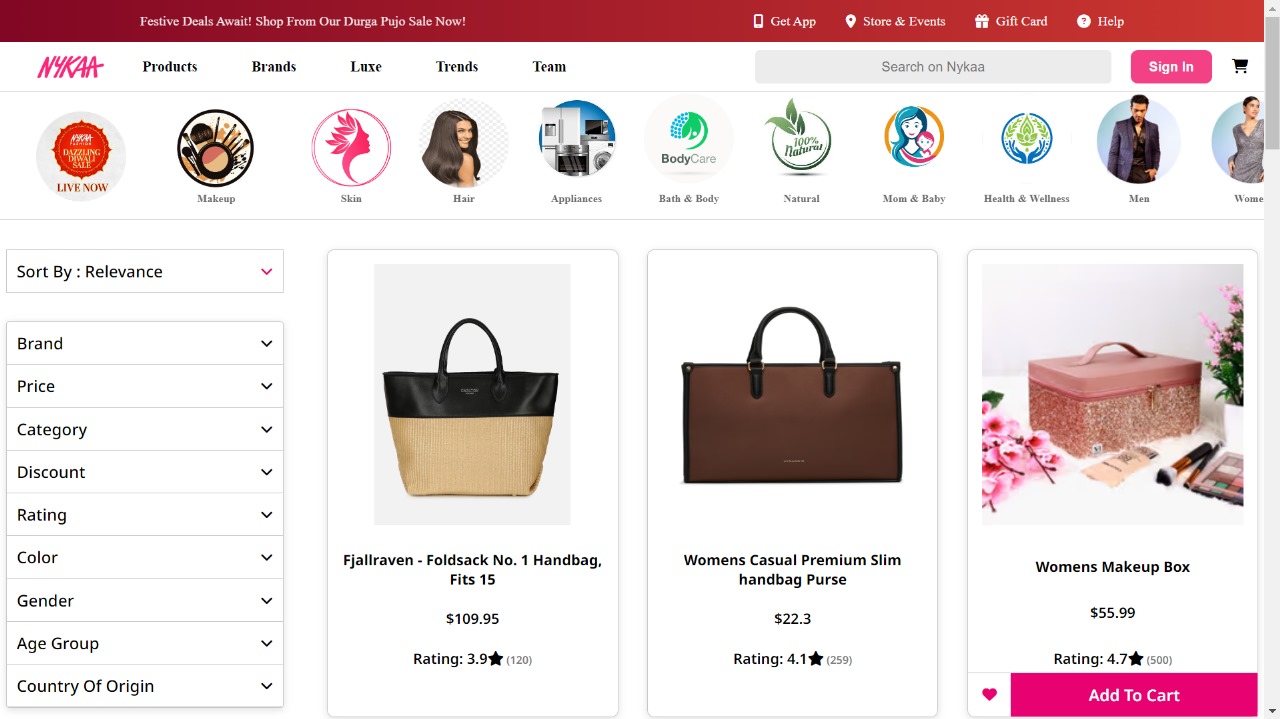 Festive Deals Await! Shop From Our Durga Pujo Sale Now!
Get App
Store & Events
Gift Card
Help
NYKAA
Products
Brands
Luxe
Trends
Team
Search on Nykaa
Sign In
NYKAA
FASHION
DAZZLING
DIWALI
SALE
LIVE NOW
BodyCare
100%
Natural
Makeup
Skin
Hair
Appliances
Bath & Body
Natural
Mom & Baby
Health & Wellness
Men
Wome
Sort By : Relevance
Brand
Price
Category
Discount
Rating
Color
Gender
Age Group
Country Of Origin
Fjallraven - Foldsack No. 1 Handbag,
Fits 15
$109.95
Rating: 3.9★ (120)
Womens Casual Premium Slim
handbag Purse
$22.3
Rating: 4.1★ (259)
Womens Makeup Box
$55.99
Rating: 4.7★ (500)
Add To Cart